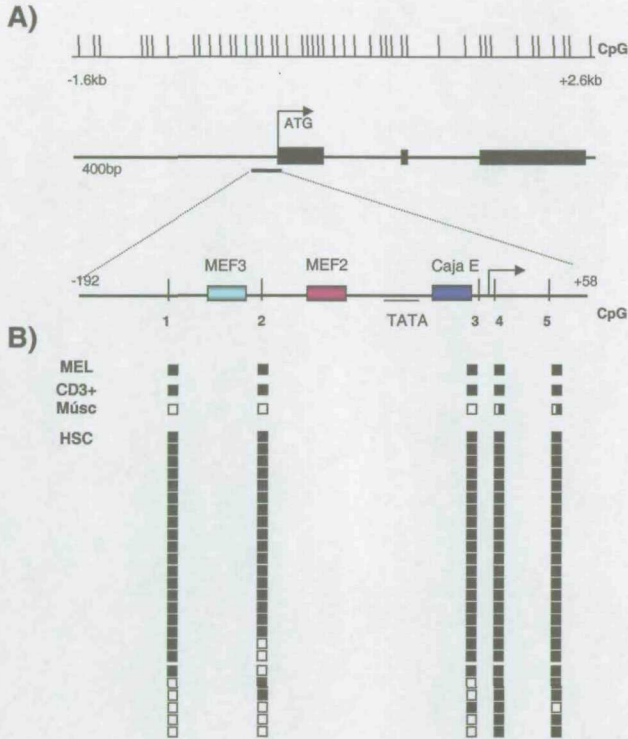 A)
CpG
-1.6kb +2.6kb
ATG
400bp
-192 MEF3 MEF2 Caja E +58
TATA
1 2 3 4 5 CpG
B)
MEL
CD3+
Músc
HSC